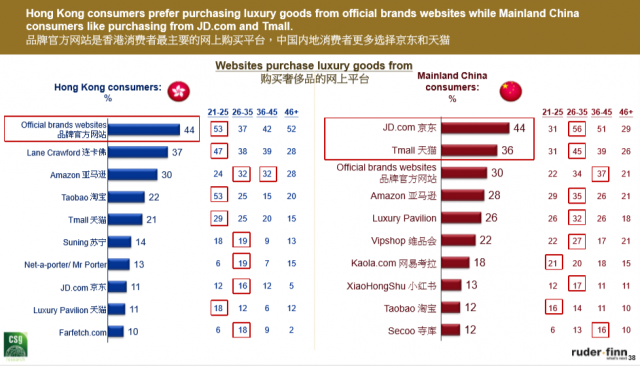 Hong Kong consumers prefer purchasing luxury goods from official brands websites while Mainland China
consumers like purchasing from JD.com and Tmall.
品牌官方网站是香港消费者最主要的网上购买平台，中国内地消费者更多选择京东和天猫
Websites purchase luxury goods from
购买奢侈品的网上平台
Hong Kong consumers:
%
21-25 26-35 36-45 46+
Official brands websites
品牌官方网站 44 53 37 42 52
Lane Crawford 连卡佛 37 47 38 39 28
Amazon 亚马逊 30 24 32 32 28
Taobao 淘宝 22 53 25 15 20
Tmall 天猫 21 29 25 20 15
Suning 苏宁 14 18 19 9 13
Net-a-porter/ Mr Porter 13 6 19 7 15
JD.com 京东 11 12 16 12 5
Luxury Pavilion 天猫 11 18 12 6 12
Farfetch.com 10 6 18 9 2
Mainland China
consumers:
%
21-25 26-35 36-45 46+
JD.com 京东 44 31 56 51 29
Tmall 天猫 36 31 45 39 26
Official brands websites
品牌官方网站 30 22 34 37 21
Amazon 亚马逊 28 29 35 26 21
Luxury Pavilion 26 26 32 26 18
Vipshop 维品会 22 22 27 17 21
Kaola.com 网易考拉 18 21 20 18 15
XiaoHongShu 小红书 13 12 17 11 11
Taobao 淘宝 12 16 14 11 10
Secoo 寺库 12 6 13 16 10
csg
ruder·finn
38